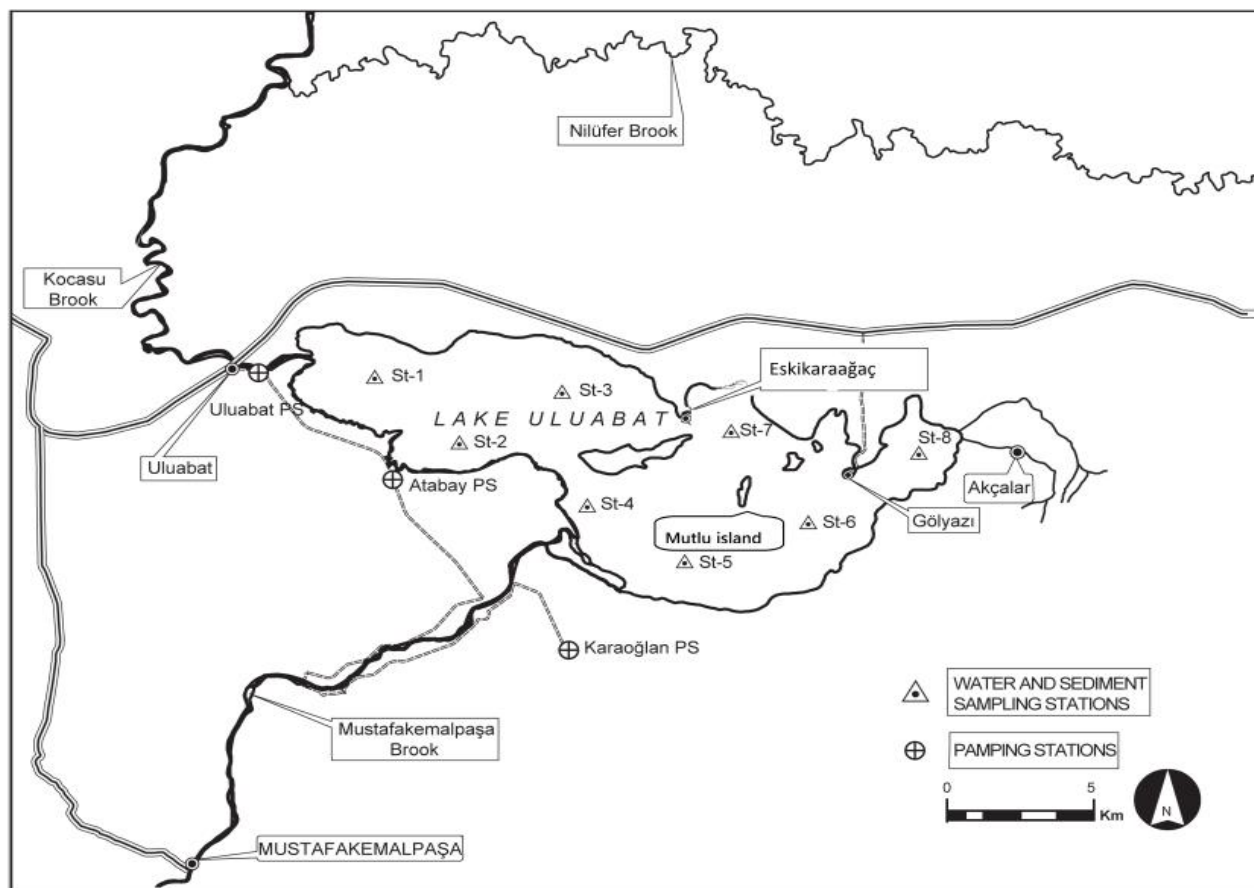 Nilüfer Brook
Kocasu
Brook
Eskikaraağaç
St-1
St-3
Uluabat PS
LAKE ULUABAT
St-7
St-2
St-8
Uluabat
Atabay PS
Akçalar
St-4
Gölyazı
St-6
Mutlu island
St-5
Karaoğlan PS
WATER AND SEDIMENT
SAMPLING STATIONS
Mustafakemalpaşa
Brook
PAMPING STATIONS
0 5
Km
N
MUSTAFAKEMALPAŞA